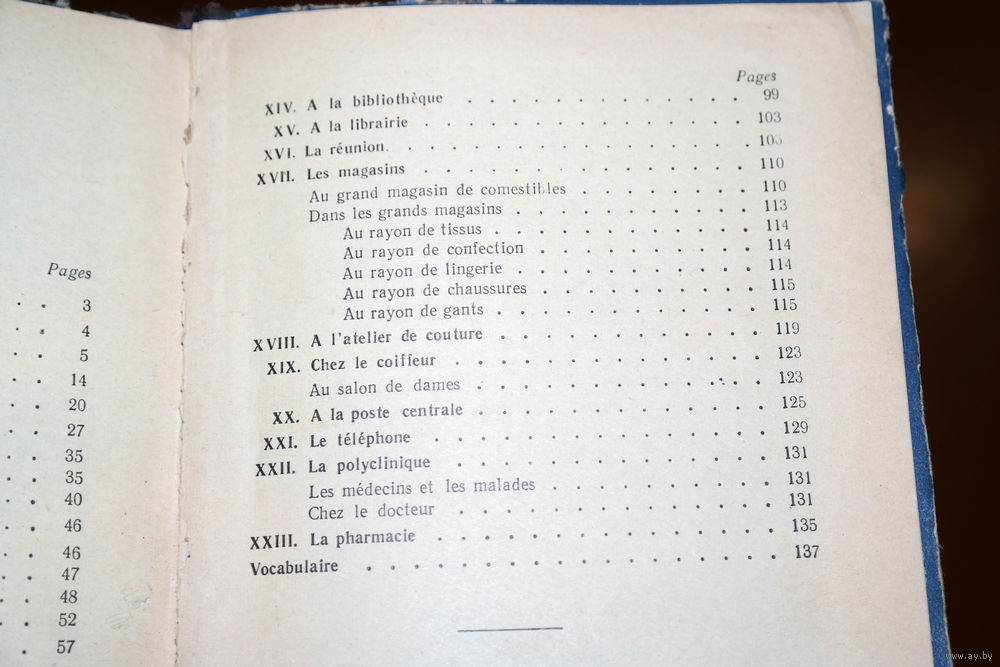 Pages
3
4
5
14
20
27
35
35
40
46
46
47
48
52
57
Pages
XIV. A la bibliothèque . . . . . . . . . . . . . 99
XV. A la librairie . . . . . . . . . . . . . . . 103
XVI. La réunion. . . . . . . . . . . . . . . .
XVII. Les magasins . . . . . . . . . . . . . . . 110
Au grand magasin de comestibles . . . . . . . . 110
Dans les grands magasins . . . . . . . . . . . 113
Au rayon de tissus . . . . . . . . . . . . 114
Au rayon de confection . . . . . . . . . . 114
Au rayon de lingerie . . . . . . . . . . . 114
Au rayon de chaussures . . . . . . . . . . 115
Au rayon de gants . . . . . . . . . . . . 115
XVIII. A l'atelier de couture . . . . . . . . . . . . 119
XIX. Chez le coiffeur . . . . . . . . . . . . . . 123
Au salon de dames . . . . . . . . . . . . . 123
XX. A la poste centrale . . . . . . . . . . . . . 125
XXI. Le téléphone . . . . . . . . . . . . . . . 129
XXII. La polyclinique . . . . . . . . . . . . . . 131
Les médecins et les malades . . . . . . . . . . 131
Chez le docteur . . . . . . . . . . . . . . 131
XXIII. La pharmacie . . . . . . . . . . . . . . . 135
Vocabulaire . . . . . . . . . . . . . . . . . . 137
www.ay.by